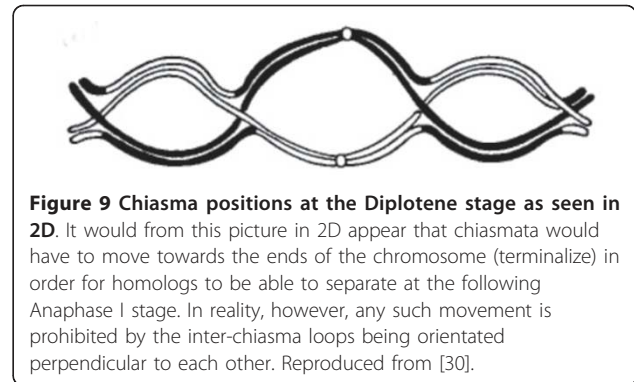 Figure 9 Chiasma positions at the Diplotene stage as seen in
2D. It would from this picture in 2D appear that chiasmata would
have to move towards the ends of the chromosome (terminalize) in
order for homologs to be able to separate at the following
Anaphase I stage. In reality, however, any such movement is
prohibited by the inter-chiasma loops being orientated
perpendicular to each other. Reproduced from [30].